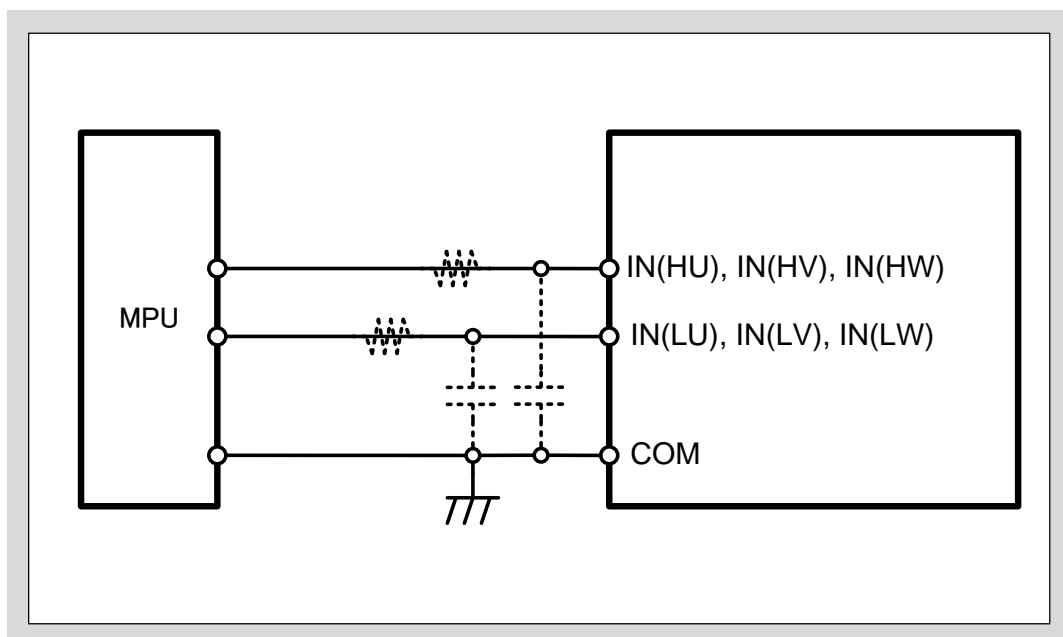 MPU
IN(HU), IN(HV), IN(HW)
IN(LU), IN(LV), IN(LW)
COM